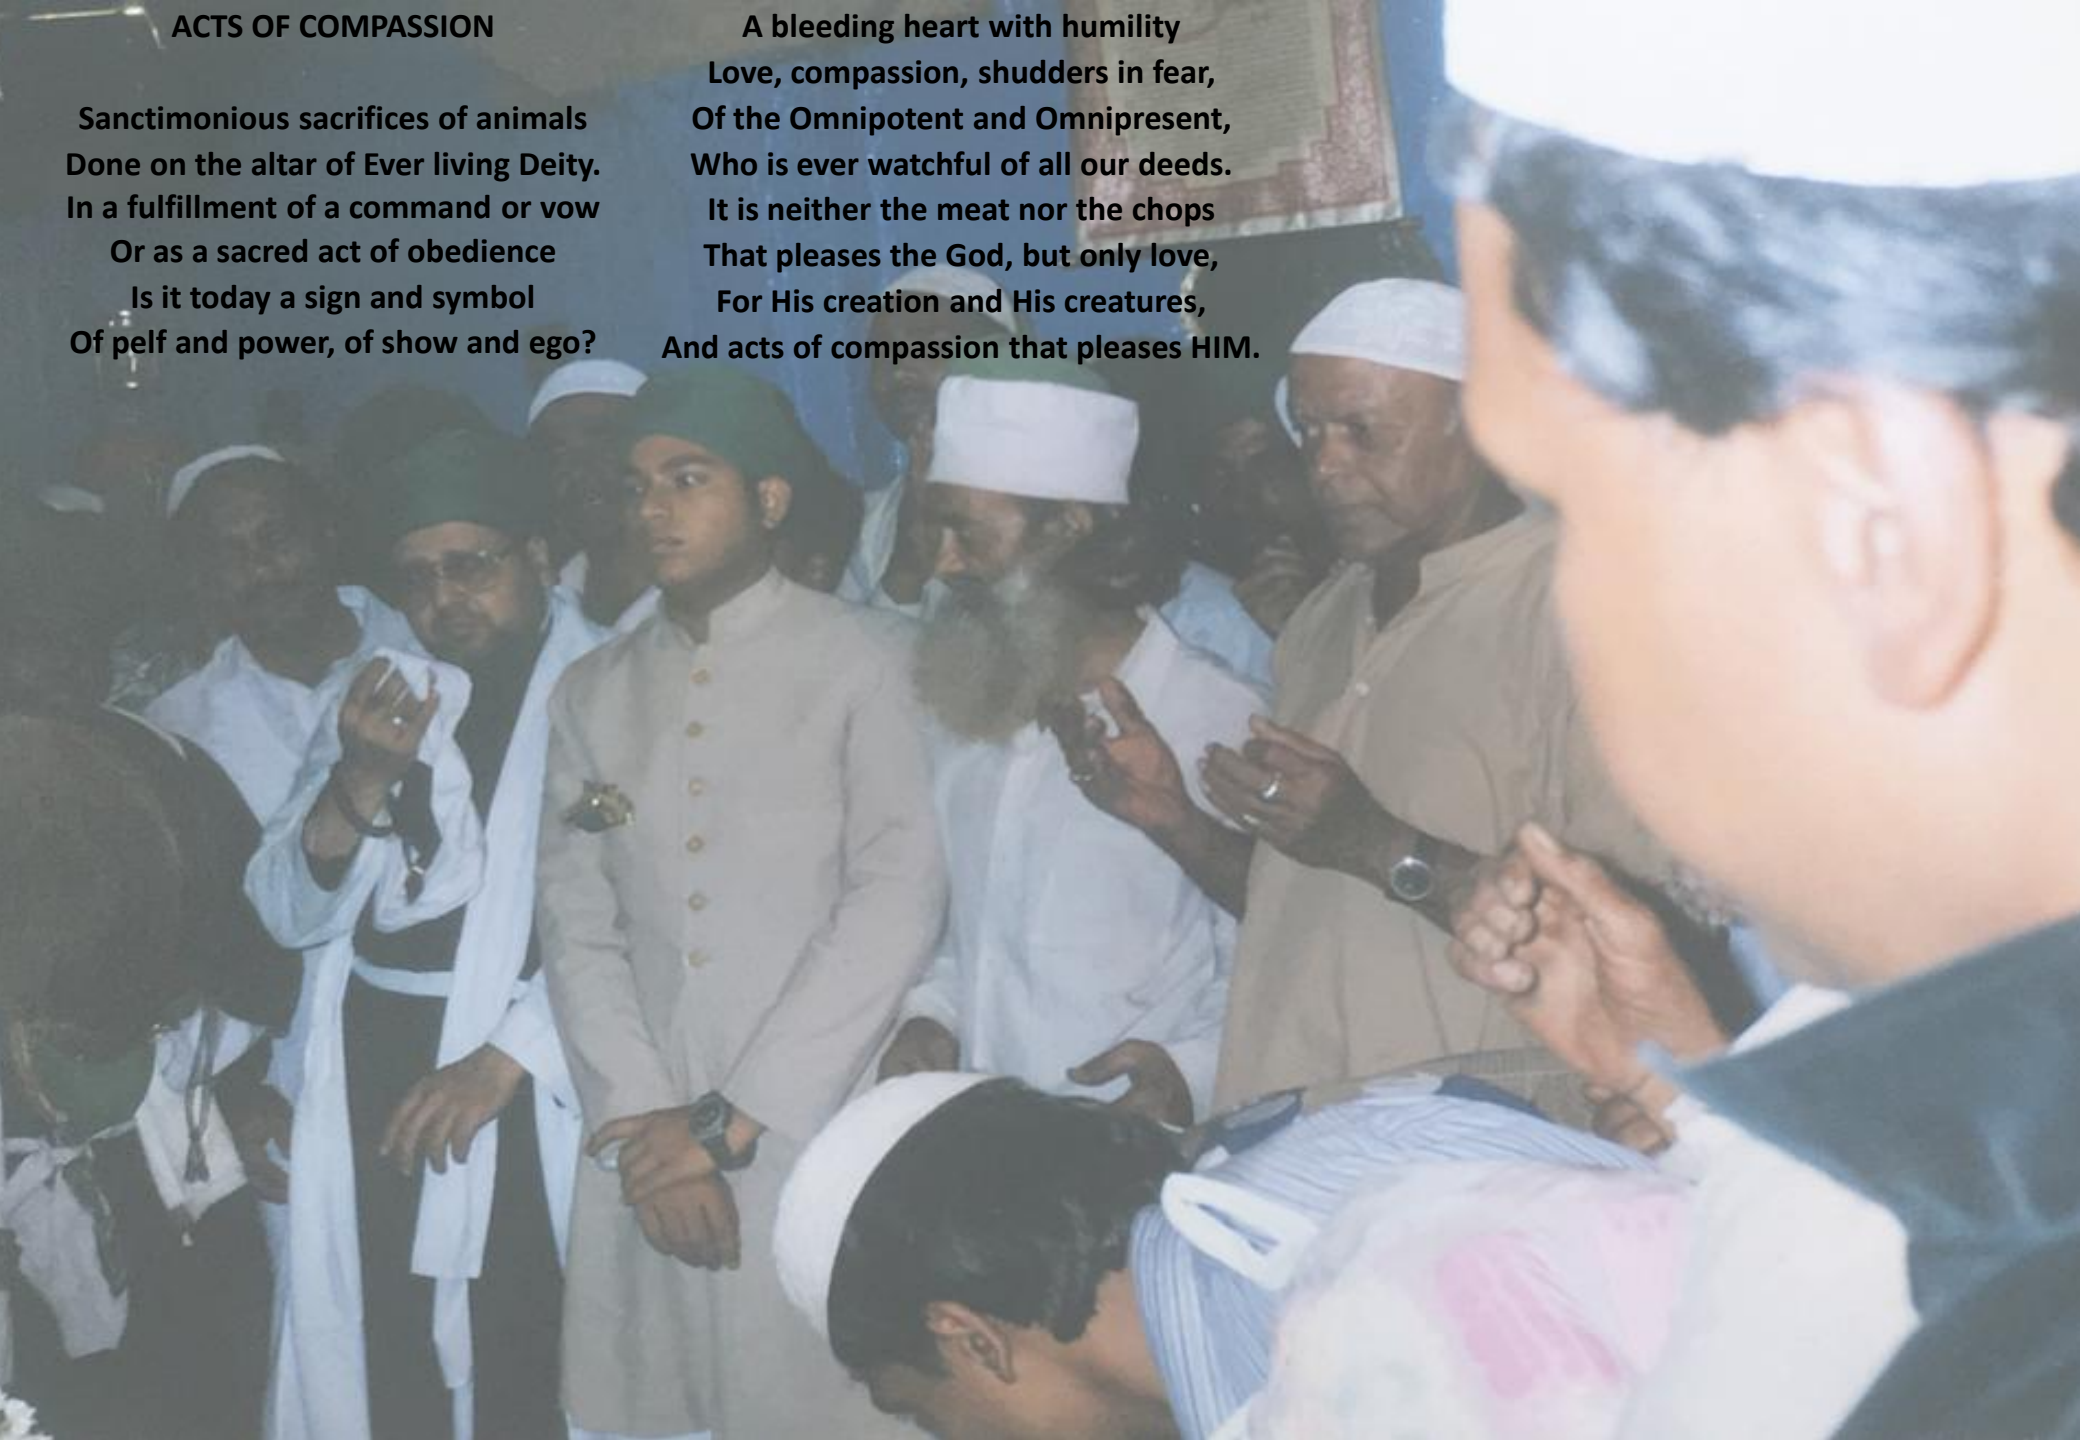 ACTS OF COMPASSION
Sanctimonious sacrifices of animals
Done on the altar of Ever living Deity.
In a fulfillment of a command or vow
Or as a sacred act of obedience
Is it today a sign and symbol
Of pelf and power, of show and ego?
A bleeding heart with humility
Love, compassion, shudders in fear,
Of the Omnipotent and Omnipresent,
Who is ever watchful of all our deeds.
It is neither the meat nor the chops
That pleases the God, but only love,
For His creation and His creatures,
And acts of compassion that pleases HIM.